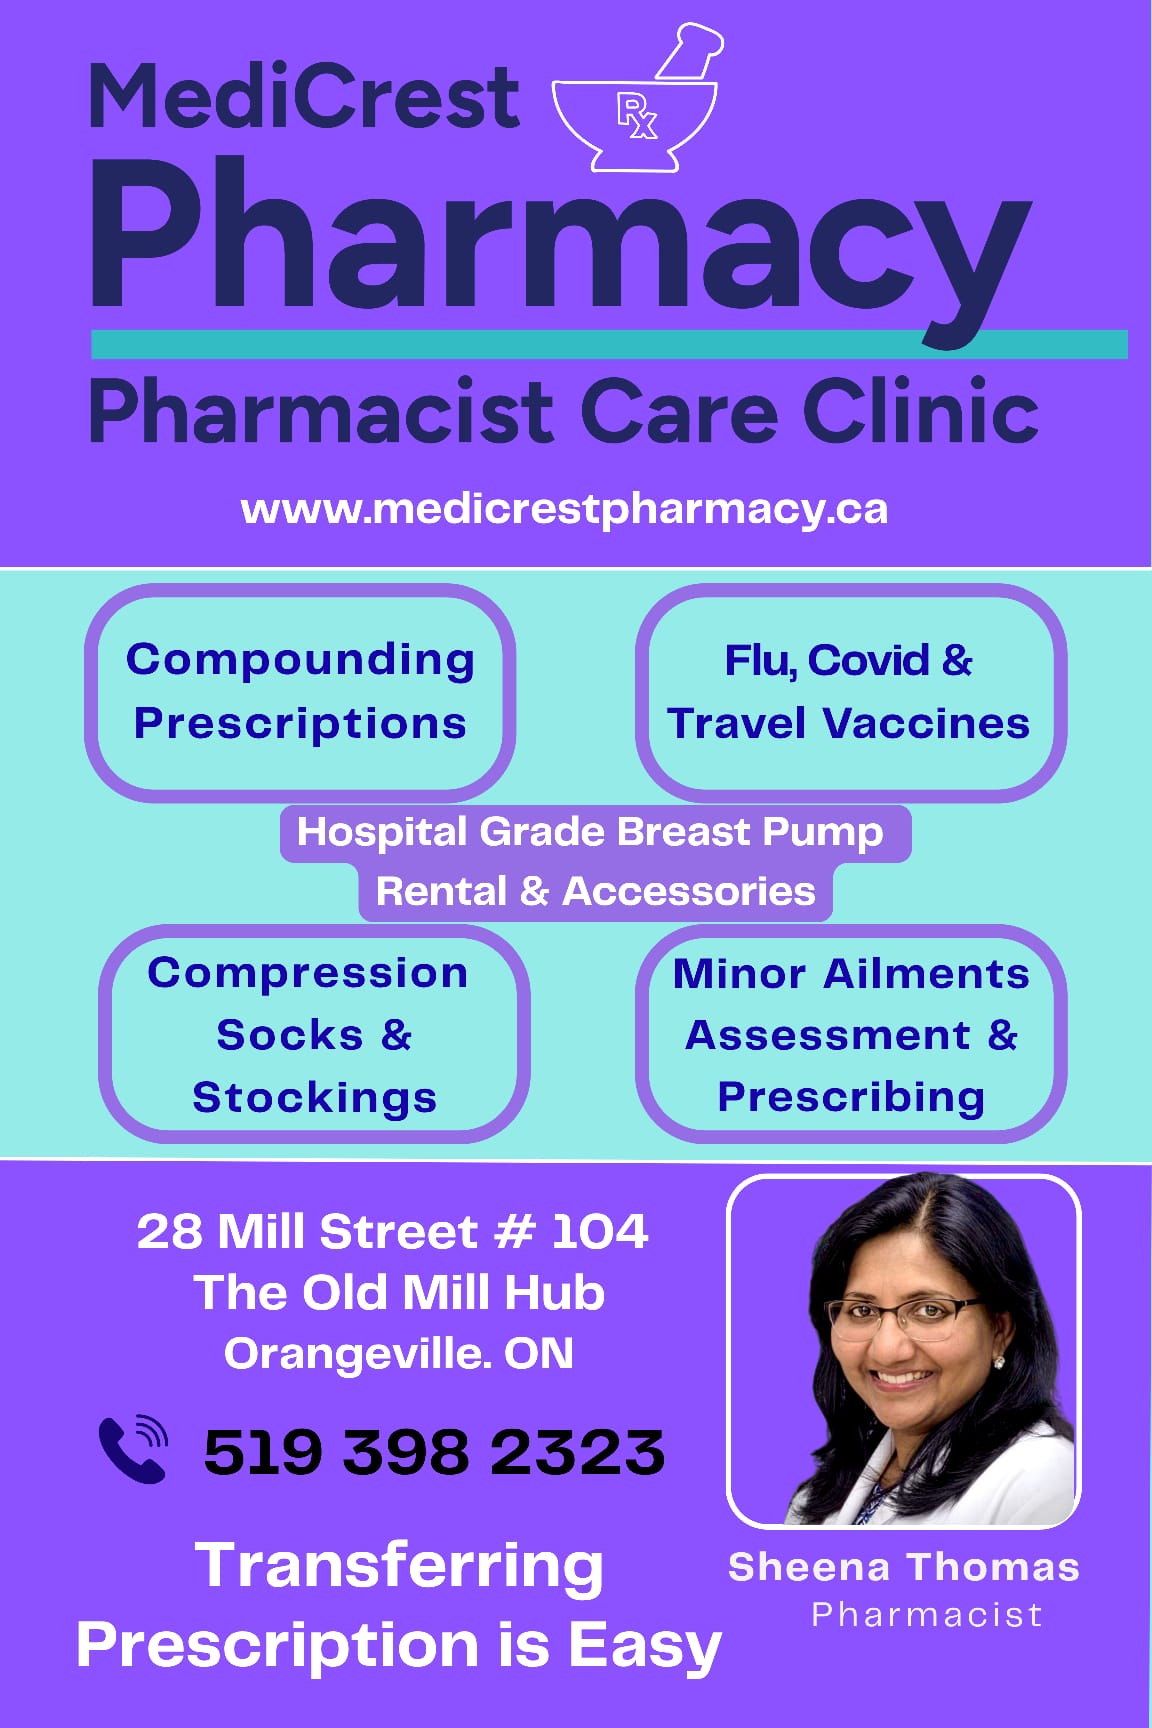 MediCrest
Rx
Pharmacy
Pharmacist Care Clinic
www.medicrestpharmacy.ca
Compounding
Prescriptions
Flu, Covid &
Travel Vaccines
Hospital Grade Breast Pump
Rental & Accessories
Compression
Socks &
Stockings
Minor Ailments
Assessment &
Prescribing
28 Mill Street # 104
The Old Mill Hub
Orangeville. ON
519 398 2323
Transferring
Prescription is Easy
Sheena Thomas
Pharmacist